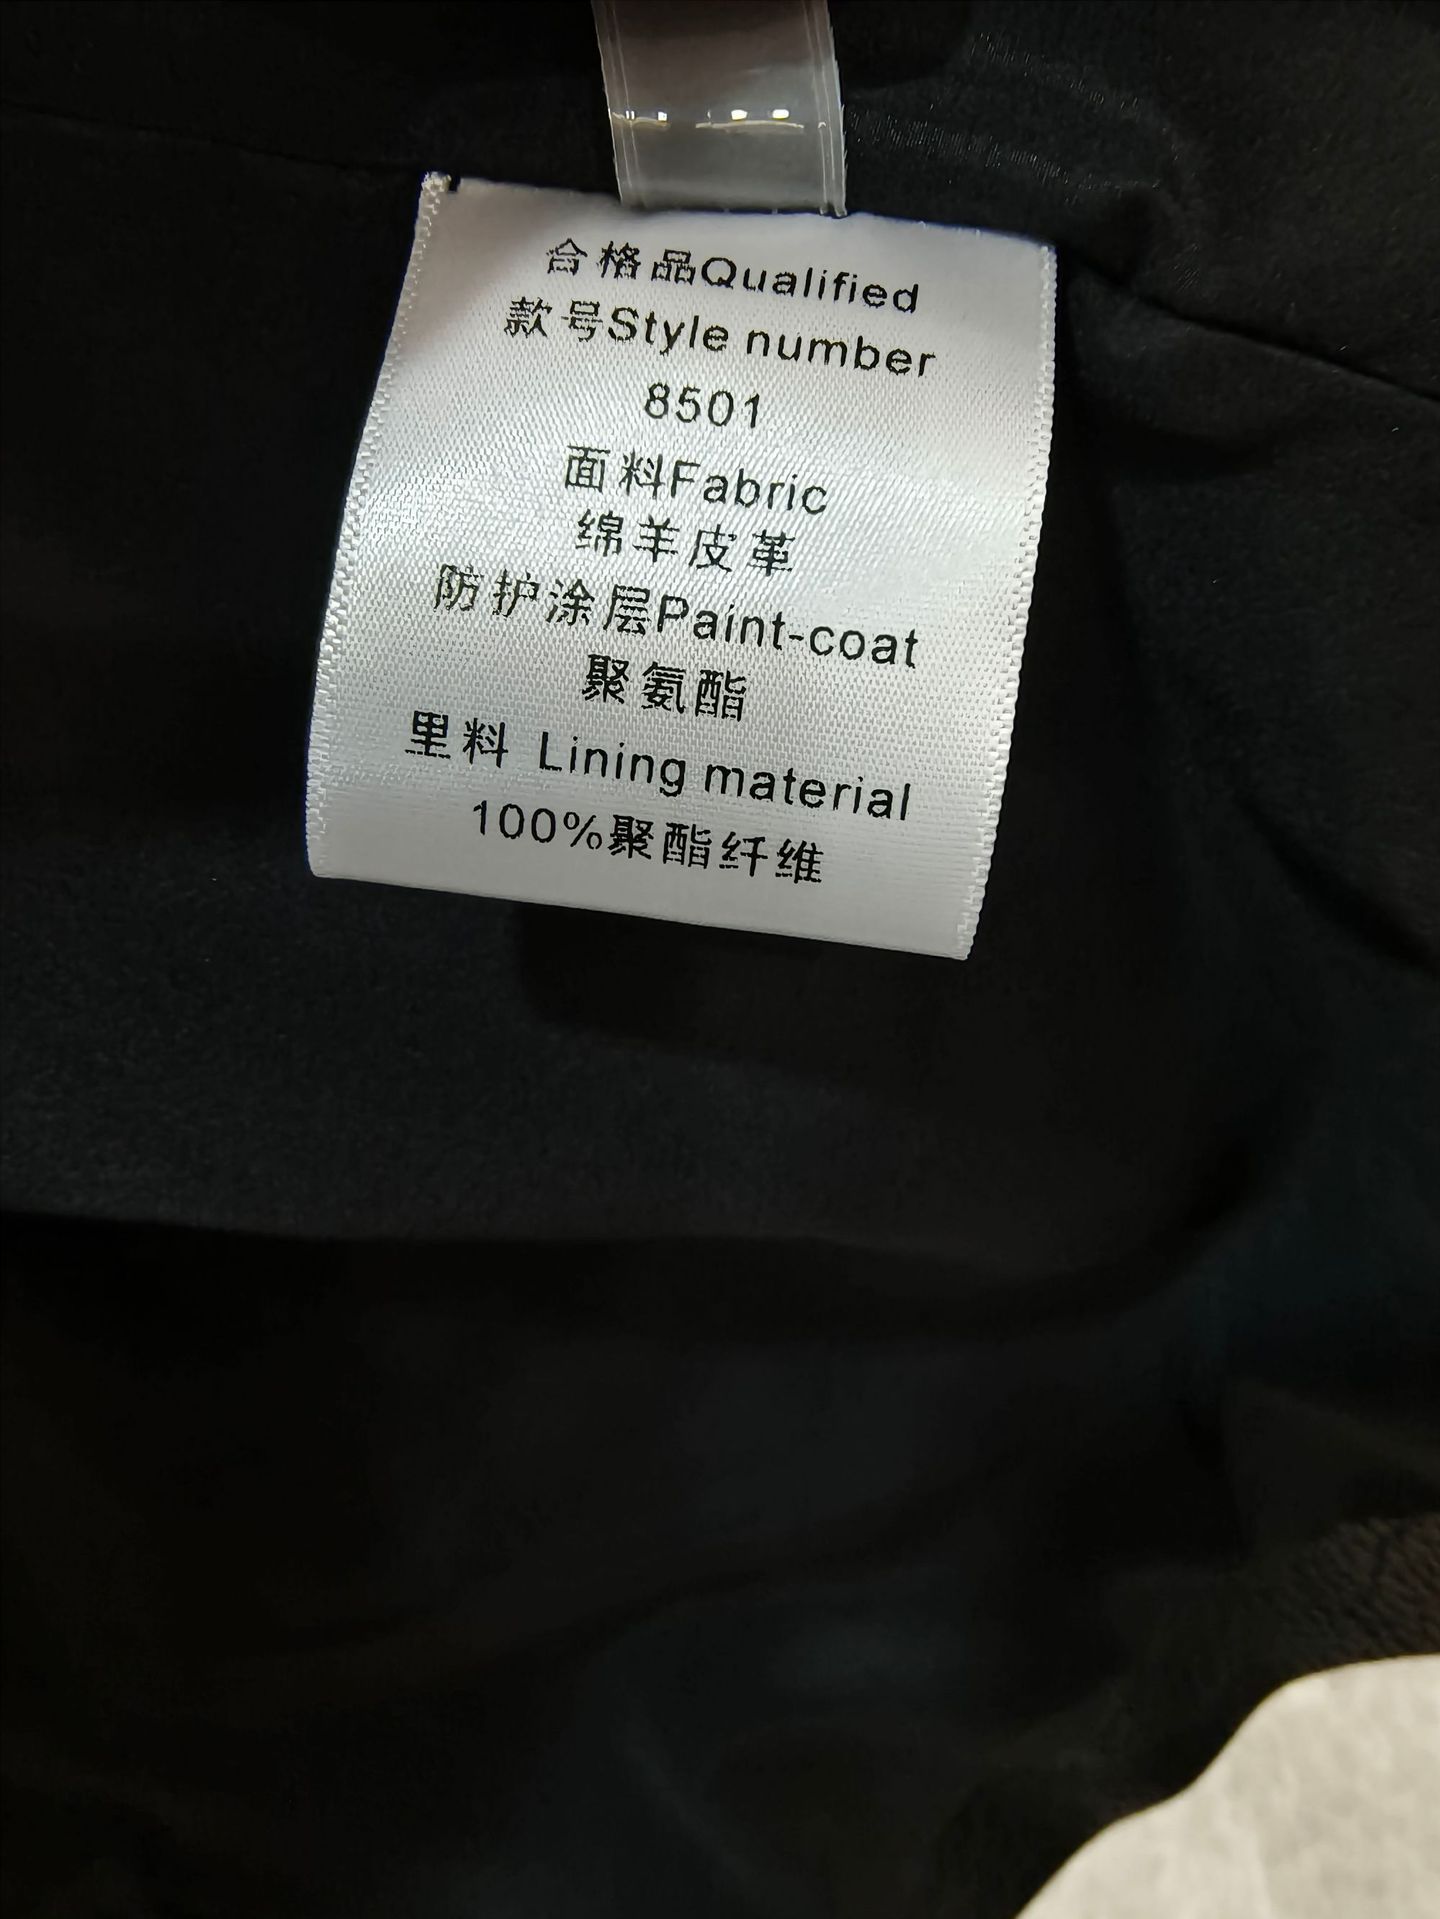 合格品Qualified
款号Style number
8501
面料Fabric
绵羊皮革
防护涂层Paint-coat
聚氨酯
里料 Lining material
100%聚酯纤维